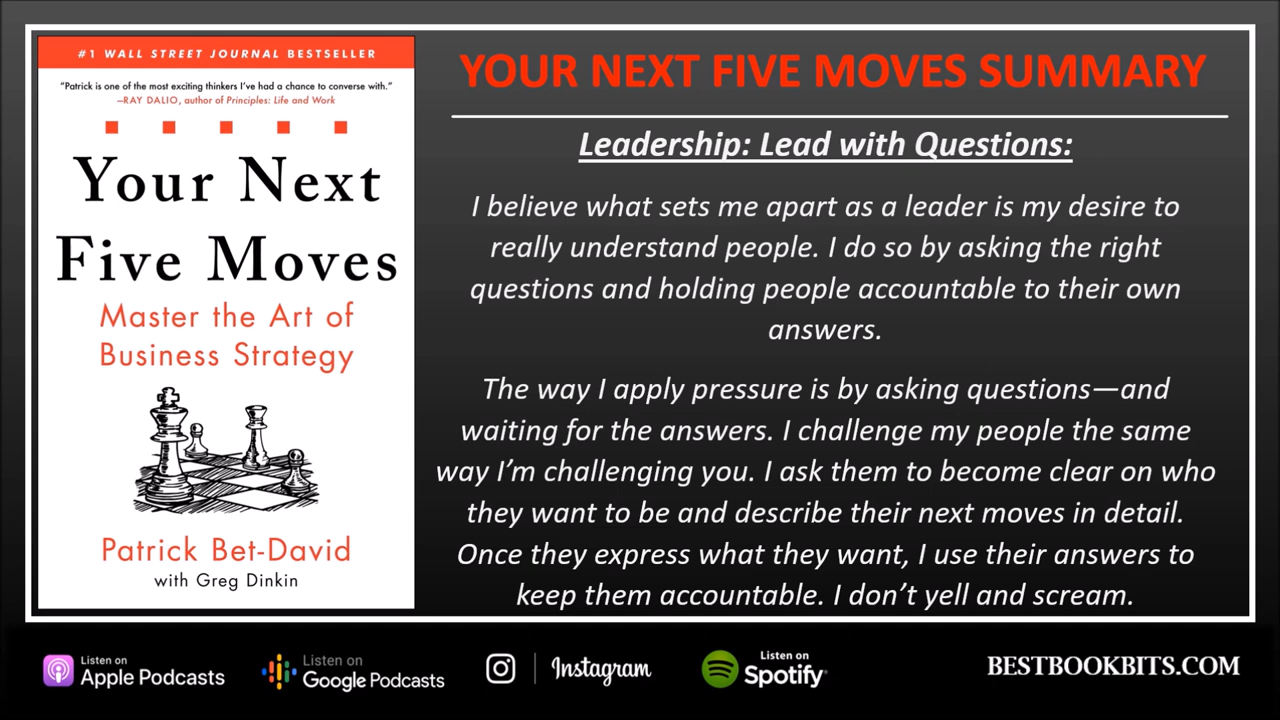 #1 WALL STREET JOURNAL BESTSELLER
"Patrick is one of the most exciting thinkers I've had a chance to converse with."
—RAY DALIO, author of Principles: Life and Work
Your Next
Five Moves
Master the Art of
Business Strategy
Patrick Bet-David
with Greg Dinkin
YOUR NEXT FIVE MOVES SUMMARY
Leadership: Lead with Questions:
I believe what sets me apart as a leader is my desire to
really understand people. I do so by asking the right
questions and holding people accountable to their own
answers.
The way I apply pressure is by asking questions—and
waiting for the answers. I challenge my people the same
way I'm challenging you. I ask them to become clear on who
they want to be and describe their next moves in detail.
Once they express what they want, I use their answers to
keep them accountable. I don't yell and scream.
Listen on
Apple Podcasts
Listen on
Google Podcasts
Instagram
Listen on
Spotify
BESTBOOKBITS.COM